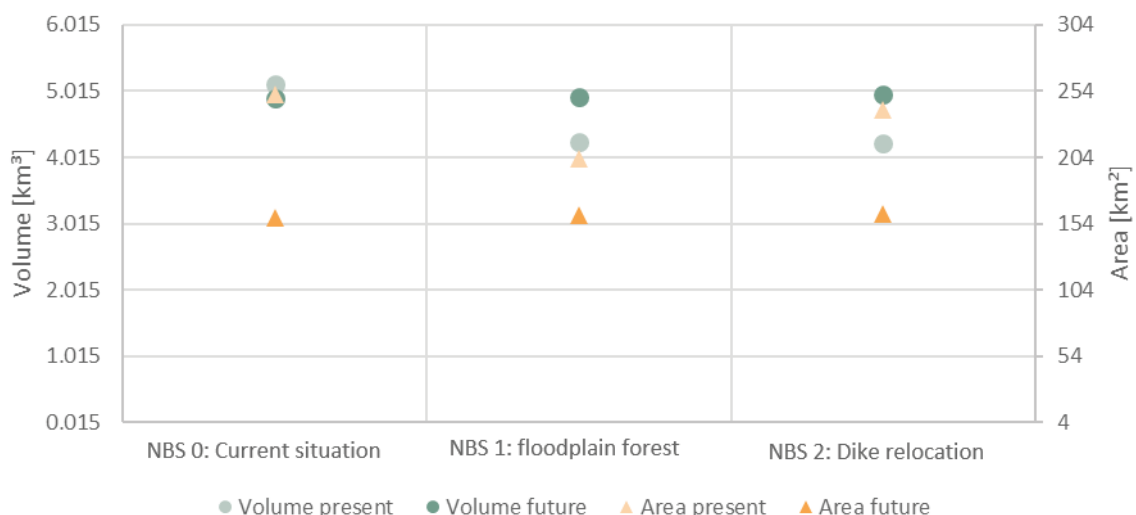 6.015
5.015
4.015
3.015
2.015
1.015
0.015
Volume [km³]
304
254
204
154
104
54
4
Area [km²]
NBS 0: Current situation
NBS 1: floodplain forest
NBS 2: Dike relocation
Volume present
Volume future
Area present
Area future